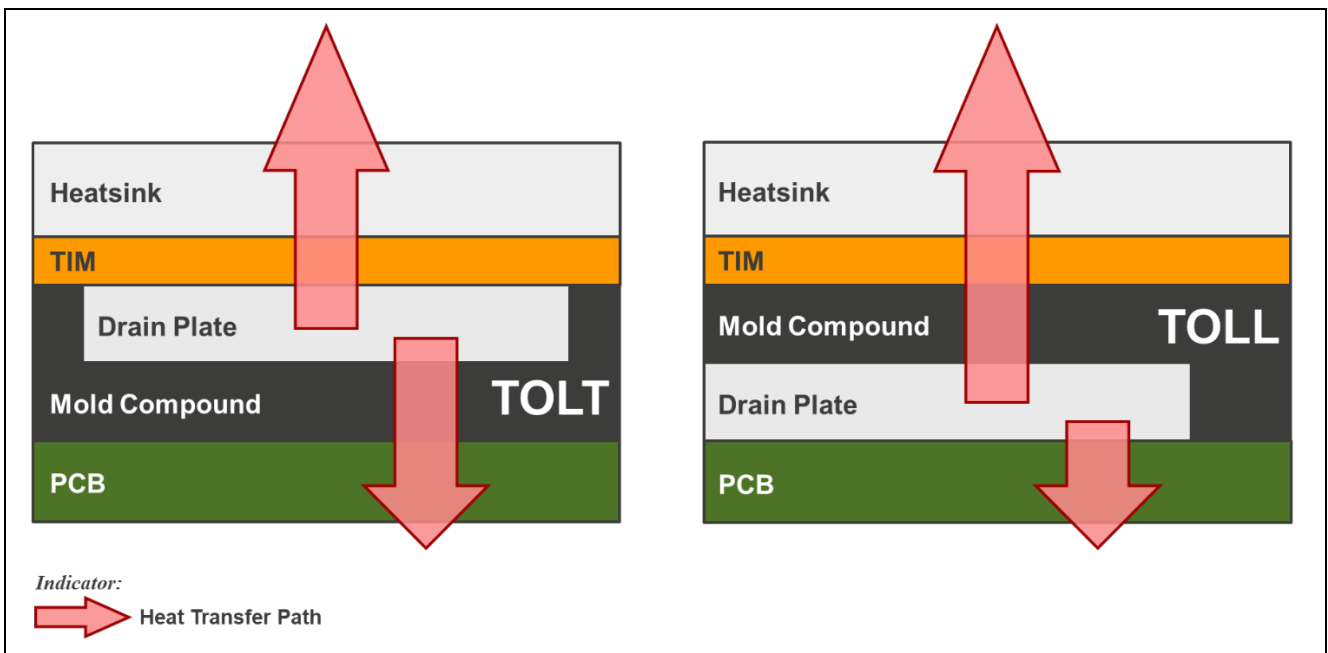 Heatsink
TIM
Drain Plate
Mold Compound
TOLT
PCB
Heatsink
TIM
Mold Compound
TOLL
Drain Plate
PCB
Indicator:
Heat Transfer Path